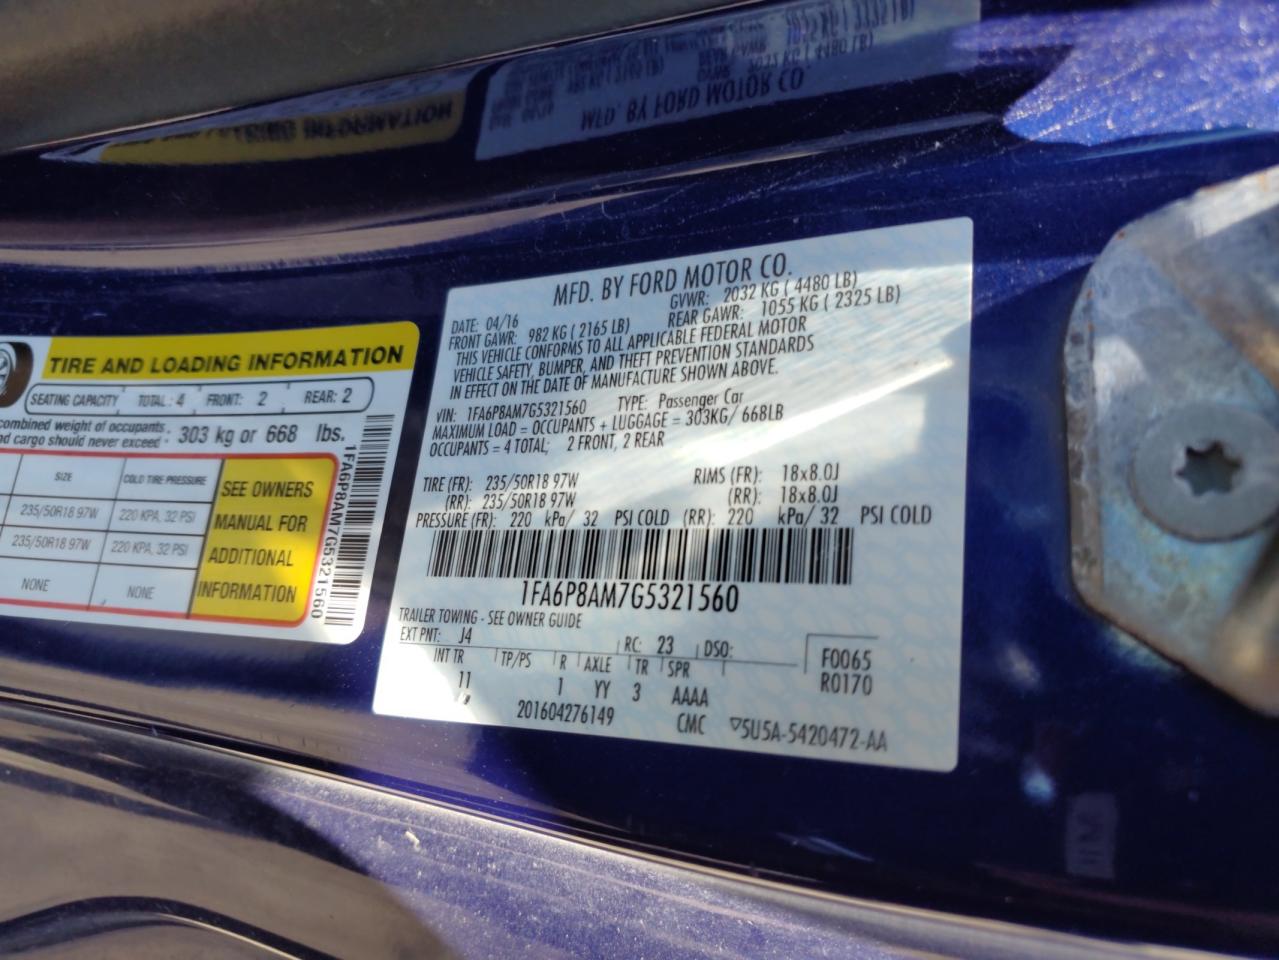 MFD. BY FORD MOTOR CO.
DATE: 04/16 GVWR: 2032 KG ( 4480 LB)
FRONT GAWR: 982 KG ( 2165 LB) REAR GAWR: 1055 KG ( 2325 LB)
THIS VEHICLE CONFORMS TO ALL APPLICABLE FEDERAL MOTOR
VEHICLE SAFETY, BUMPER, AND THEFT PREVENTION STANDARDS
IN EFFECT ON THE DATE OF MANUFACTURE SHOWN ABOVE.
VIN: 1FA6P8AM7G5321560 TYPE: Passenger Car
MAXIMUM LOAD = OCCUPANTS + LUGGAGE = 303KG/ 668LB
OCCUPANTS = 4 TOTAL; 2 FRONT, 2 REAR
TIRE (FR): 235/50R18 97W RIMS (FR): 18x8.0J
(RR): 235/50R18 97W (RR): 18x8.0J
PRESSURE (FR): 220 kPa/ 32 PSI COLD (RR): 220 kPa/ 32 PSI COLD
1FA6P8AM7G5321560
TRAILER TOWING - SEE OWNER GUIDE
EXT PNT: J4 RC: 23 DSO: F0065
INT TR TP/PS R AXLE TR SPR R0170
11 1 YY 3 AAAA
201604276149 CMC 5U5A-5420472-AA
TIRE AND LOADING INFORMATION
SEATING CAPACITY TOTAL: 4 FRONT: 2 REAR: 2
combined weight of occupants
and cargo should never exceed 303 kg or 668 lbs.
SIZE COLD TIRE PRESSURE
235/50R18 97W 220 KPA, 32 PSI
235/50R18 97W 220 KPA, 32 PSI
NONE NONE
SEE OWNERS
MANUAL FOR
ADDITIONAL
INFORMATION
1FA6P8AM7G5321560